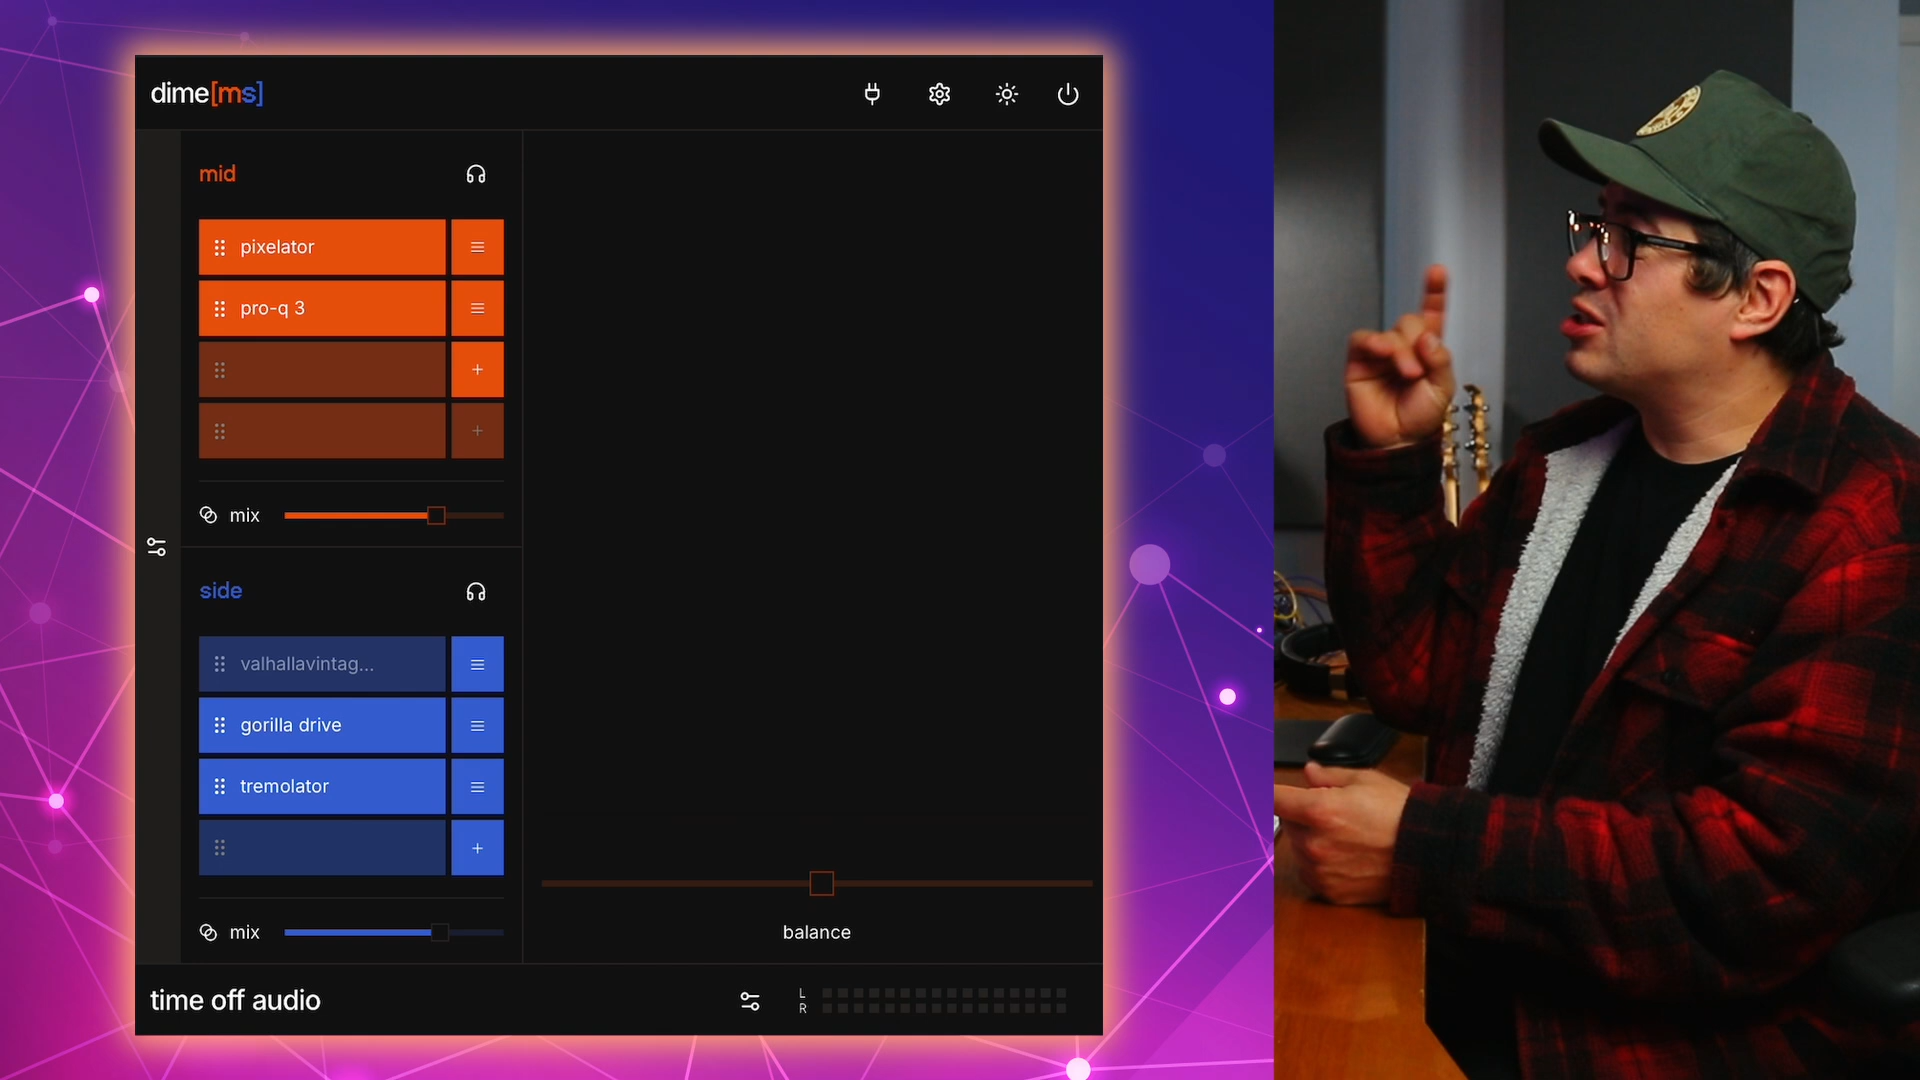 dime[ms]
mid
pixelator
pro-q 3
mix
side
valhallavintag...
gorilla drive
tremolator
mix
balance
time off audio
L
R